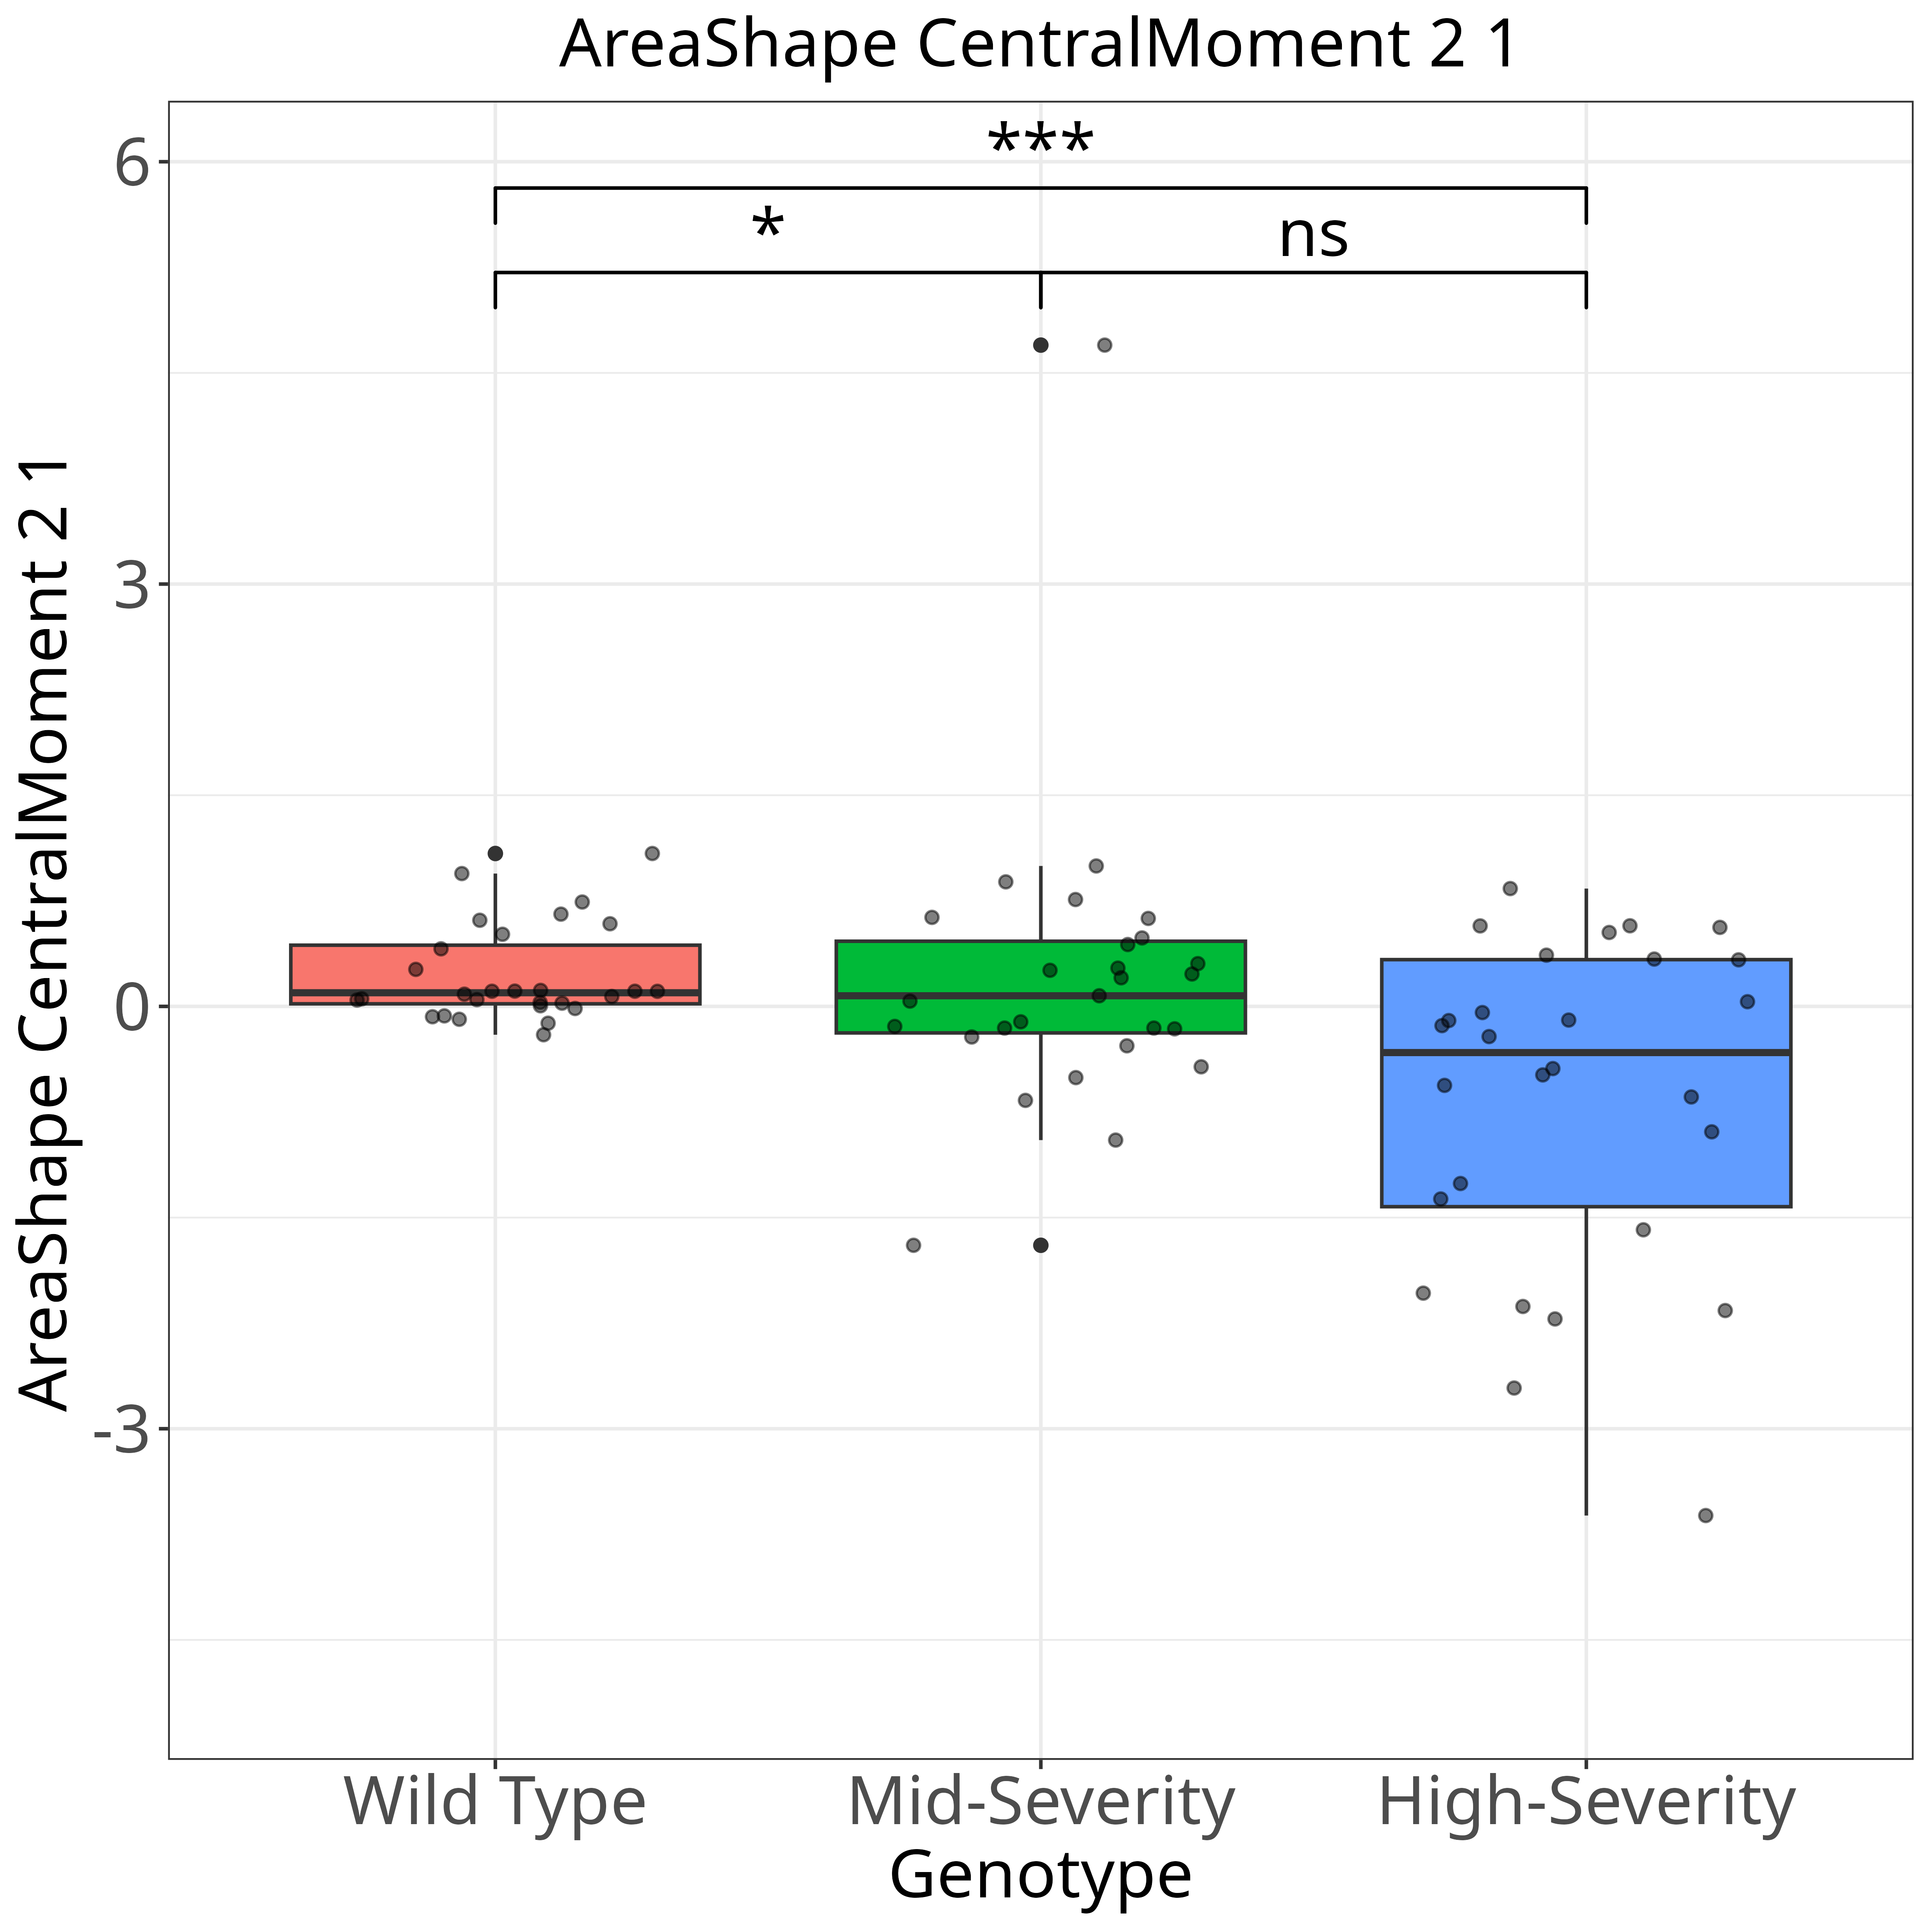 AreaShape CentralMoment 2 1
AreaShape CentralMoment 2 1
6
3
0
-3
***
*
ns
Wild Type
Mid-Severity
High-Severity
Genotype